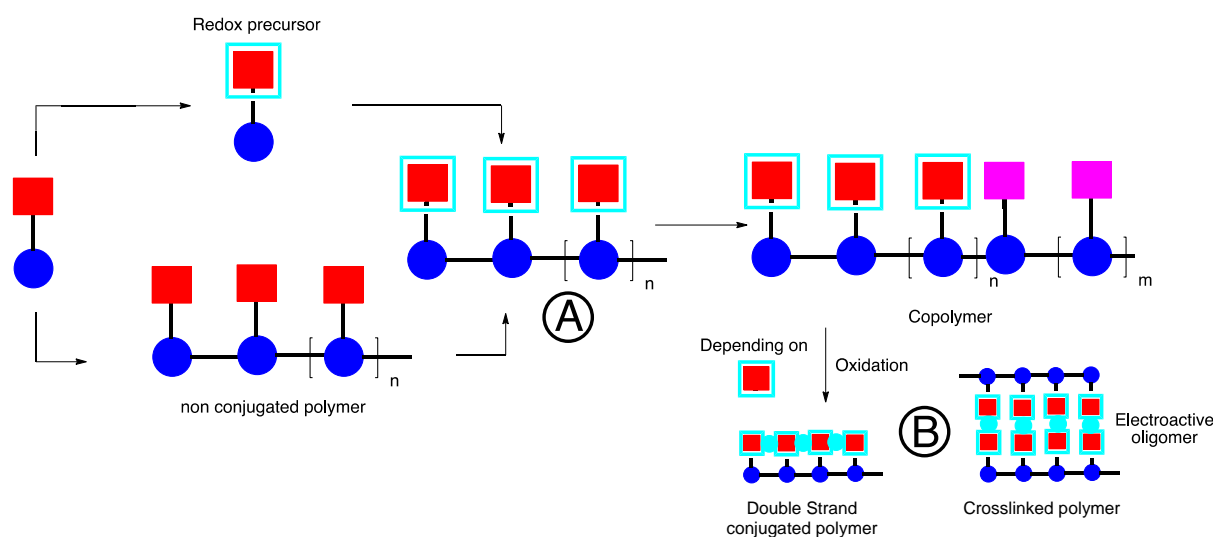 Redox precursor
n
A
n
non conjugated polymer
n
m
Copolymer
Depending on
Oxidation
B
Electroactive
oligomer
Double Strand
conjugated polymer
Crosslinked polymer